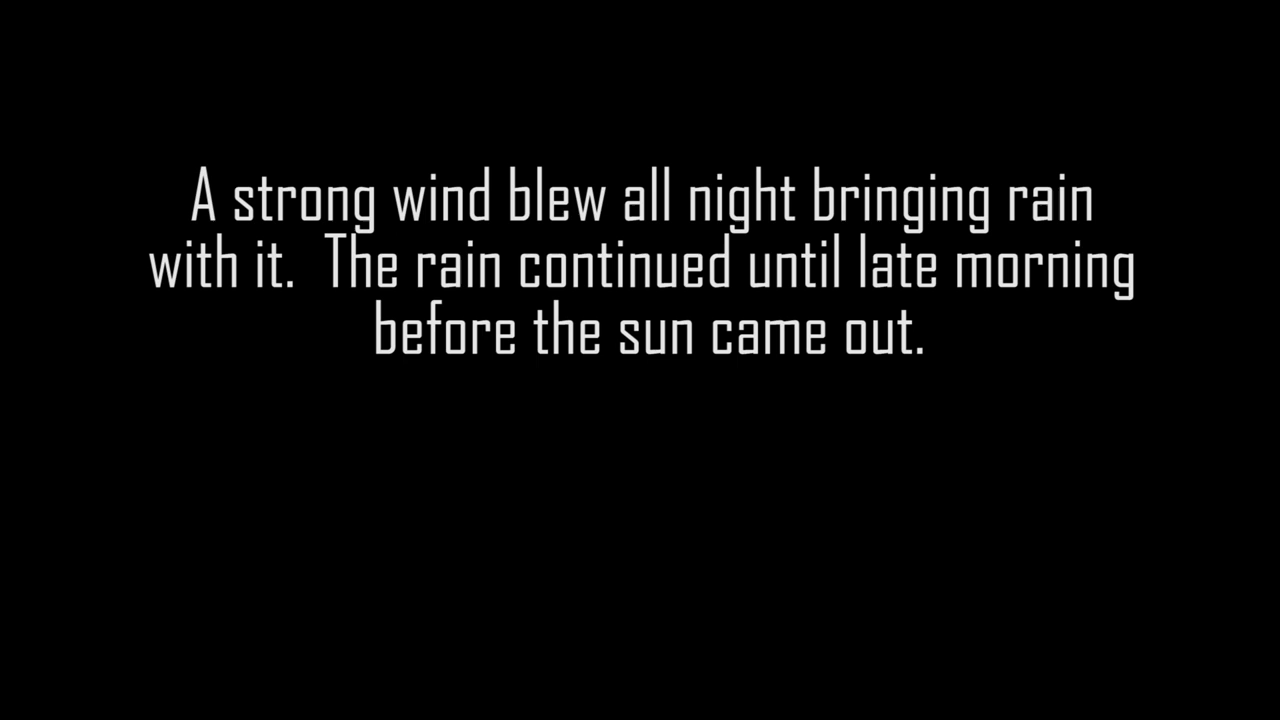 A strong wind blew all night bringing rain
with it.  The rain continued until late morning
before the sun came out.